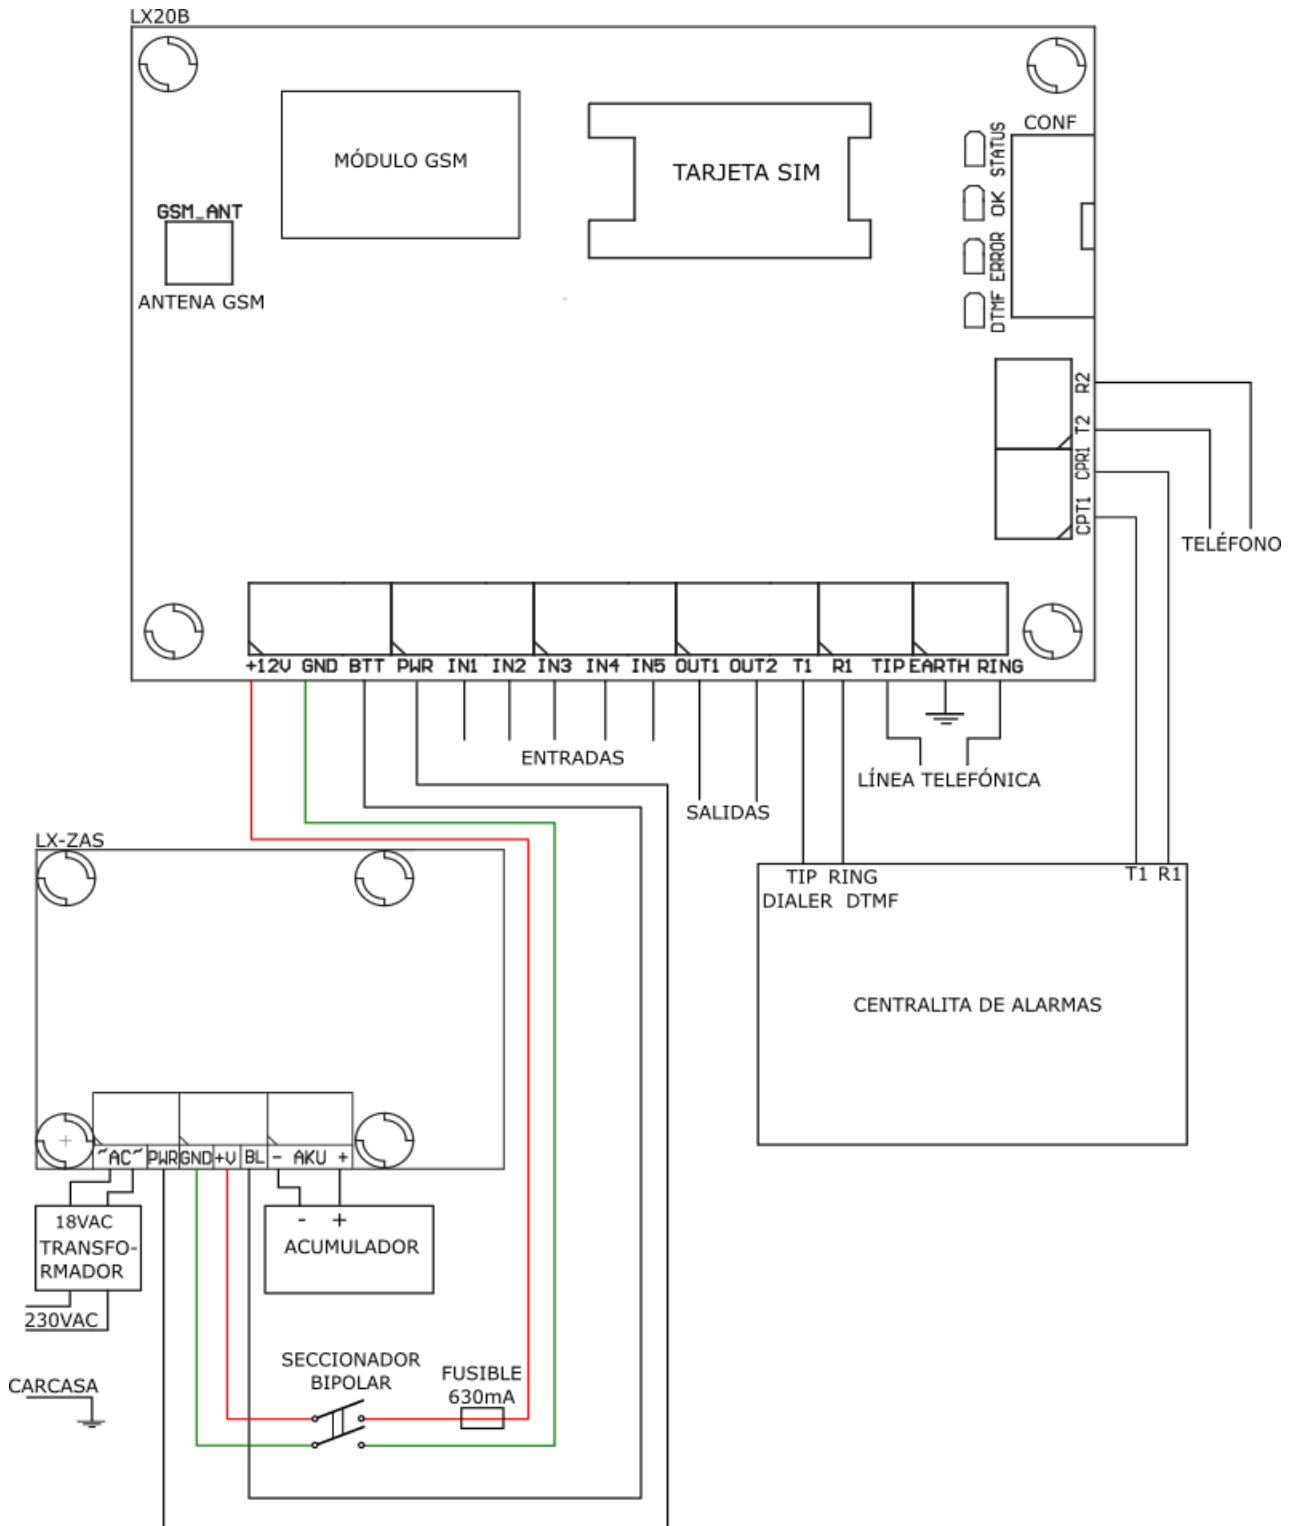 LX20B
CONF
STATUS
OK
ERROR
DTMF
MÓDULO GSM
TARJETA SIM
GSM_ANT
ANTENA GSM
R2
T2
CPR1
CPT1
TELÉFONO
+12V GND BTT PWR IN1 IN2 IN3 IN4 IN5 OUT1 OUT2 T1 R1 TIP EARTH RING
ENTRADAS
SALIDAS
LÍNEA TELEFÓNICA
LX-ZAS
TIP RING
T1 R1
DIALER DTMF
CENTRALITA DE ALARMAS
~AC~ PWR GND +V BL - AKU +
18VAC
TRANSFO-
RMADOR
- +
ACUMULADOR
230VAC
SECCIONADOR
BIPOLAR
FUSIBLE
630mA
CARCASA